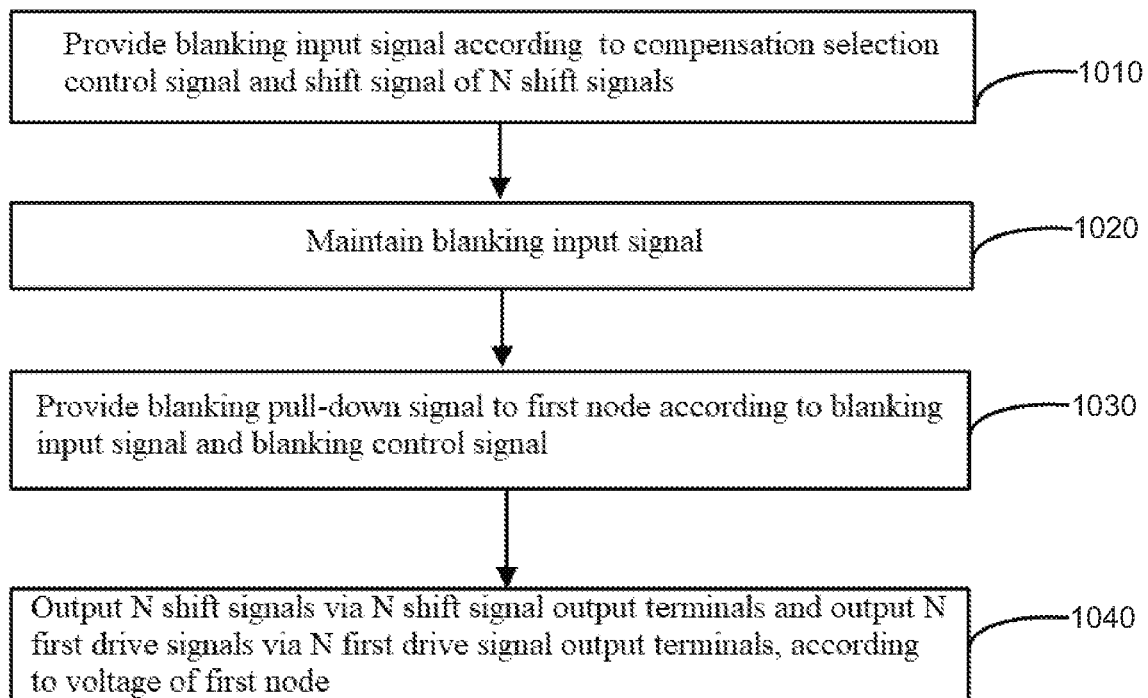 Provide blanking input signal according to compensation selection
control signal and shift signal of N shift signals
1010
Maintain blanking input signal
1020
Provide blanking pull-down signal to first node according to blanking
input signal and blanking control signal
1030
Output N shift signals via N shift signal output terminals and output N
first drive signals via N first drive signal output terminals, according
to voltage of first node
1040